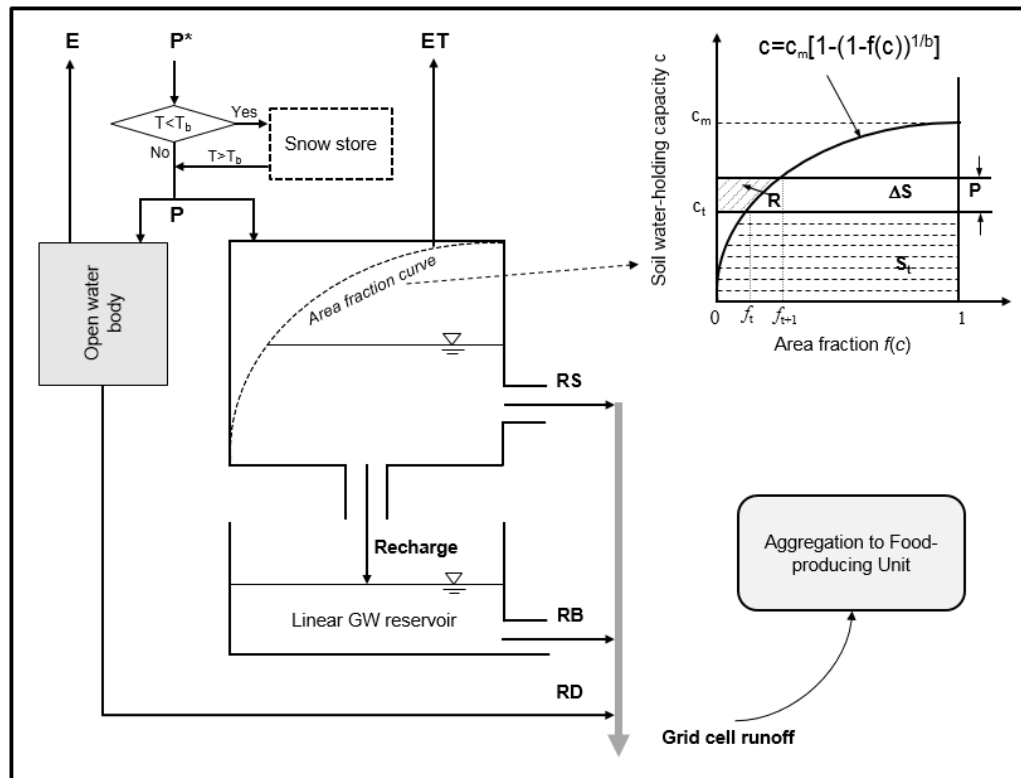 E
P*
ET
T<Tb
Yes
No
Snow store
T>Tb
P
Open water
body
Area fraction curve
RS
Recharge
Linear GW reservoir
RB
RD
Grid cell runoff
Aggregation to Food-
producing Unit
c=cm[1-(1-f(c))1/b]
Soil water-holding capacity c
cm
ct
R
ΔS
P
St
0
ft
ft+1
1
Area fraction f(c)